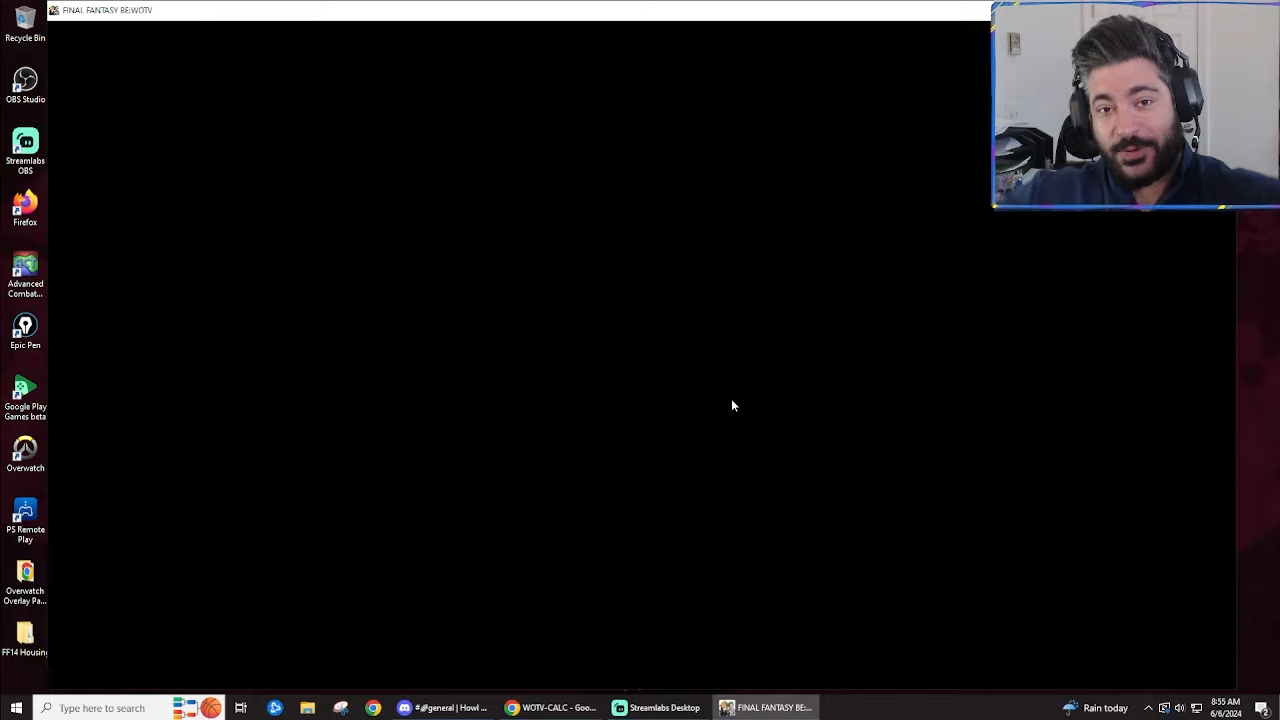 FINAL FANTASY BE:WOTV
Recycle Bin
OBS Studio
Streamlabs
OBS
Firefox
Advanced
Combat...
Epic Pen
Google Play
Games beta
Overwatch
PS Remote
Play
Overwatch
Overlay Pa...
FF14 Housing
Type here to search
#general | Howl ...
WOTV-CALC - Goo...
Streamlabs Desktop
FINAL FANTASY BE:...
Rain today
8:55 AM
6/6/2024
2